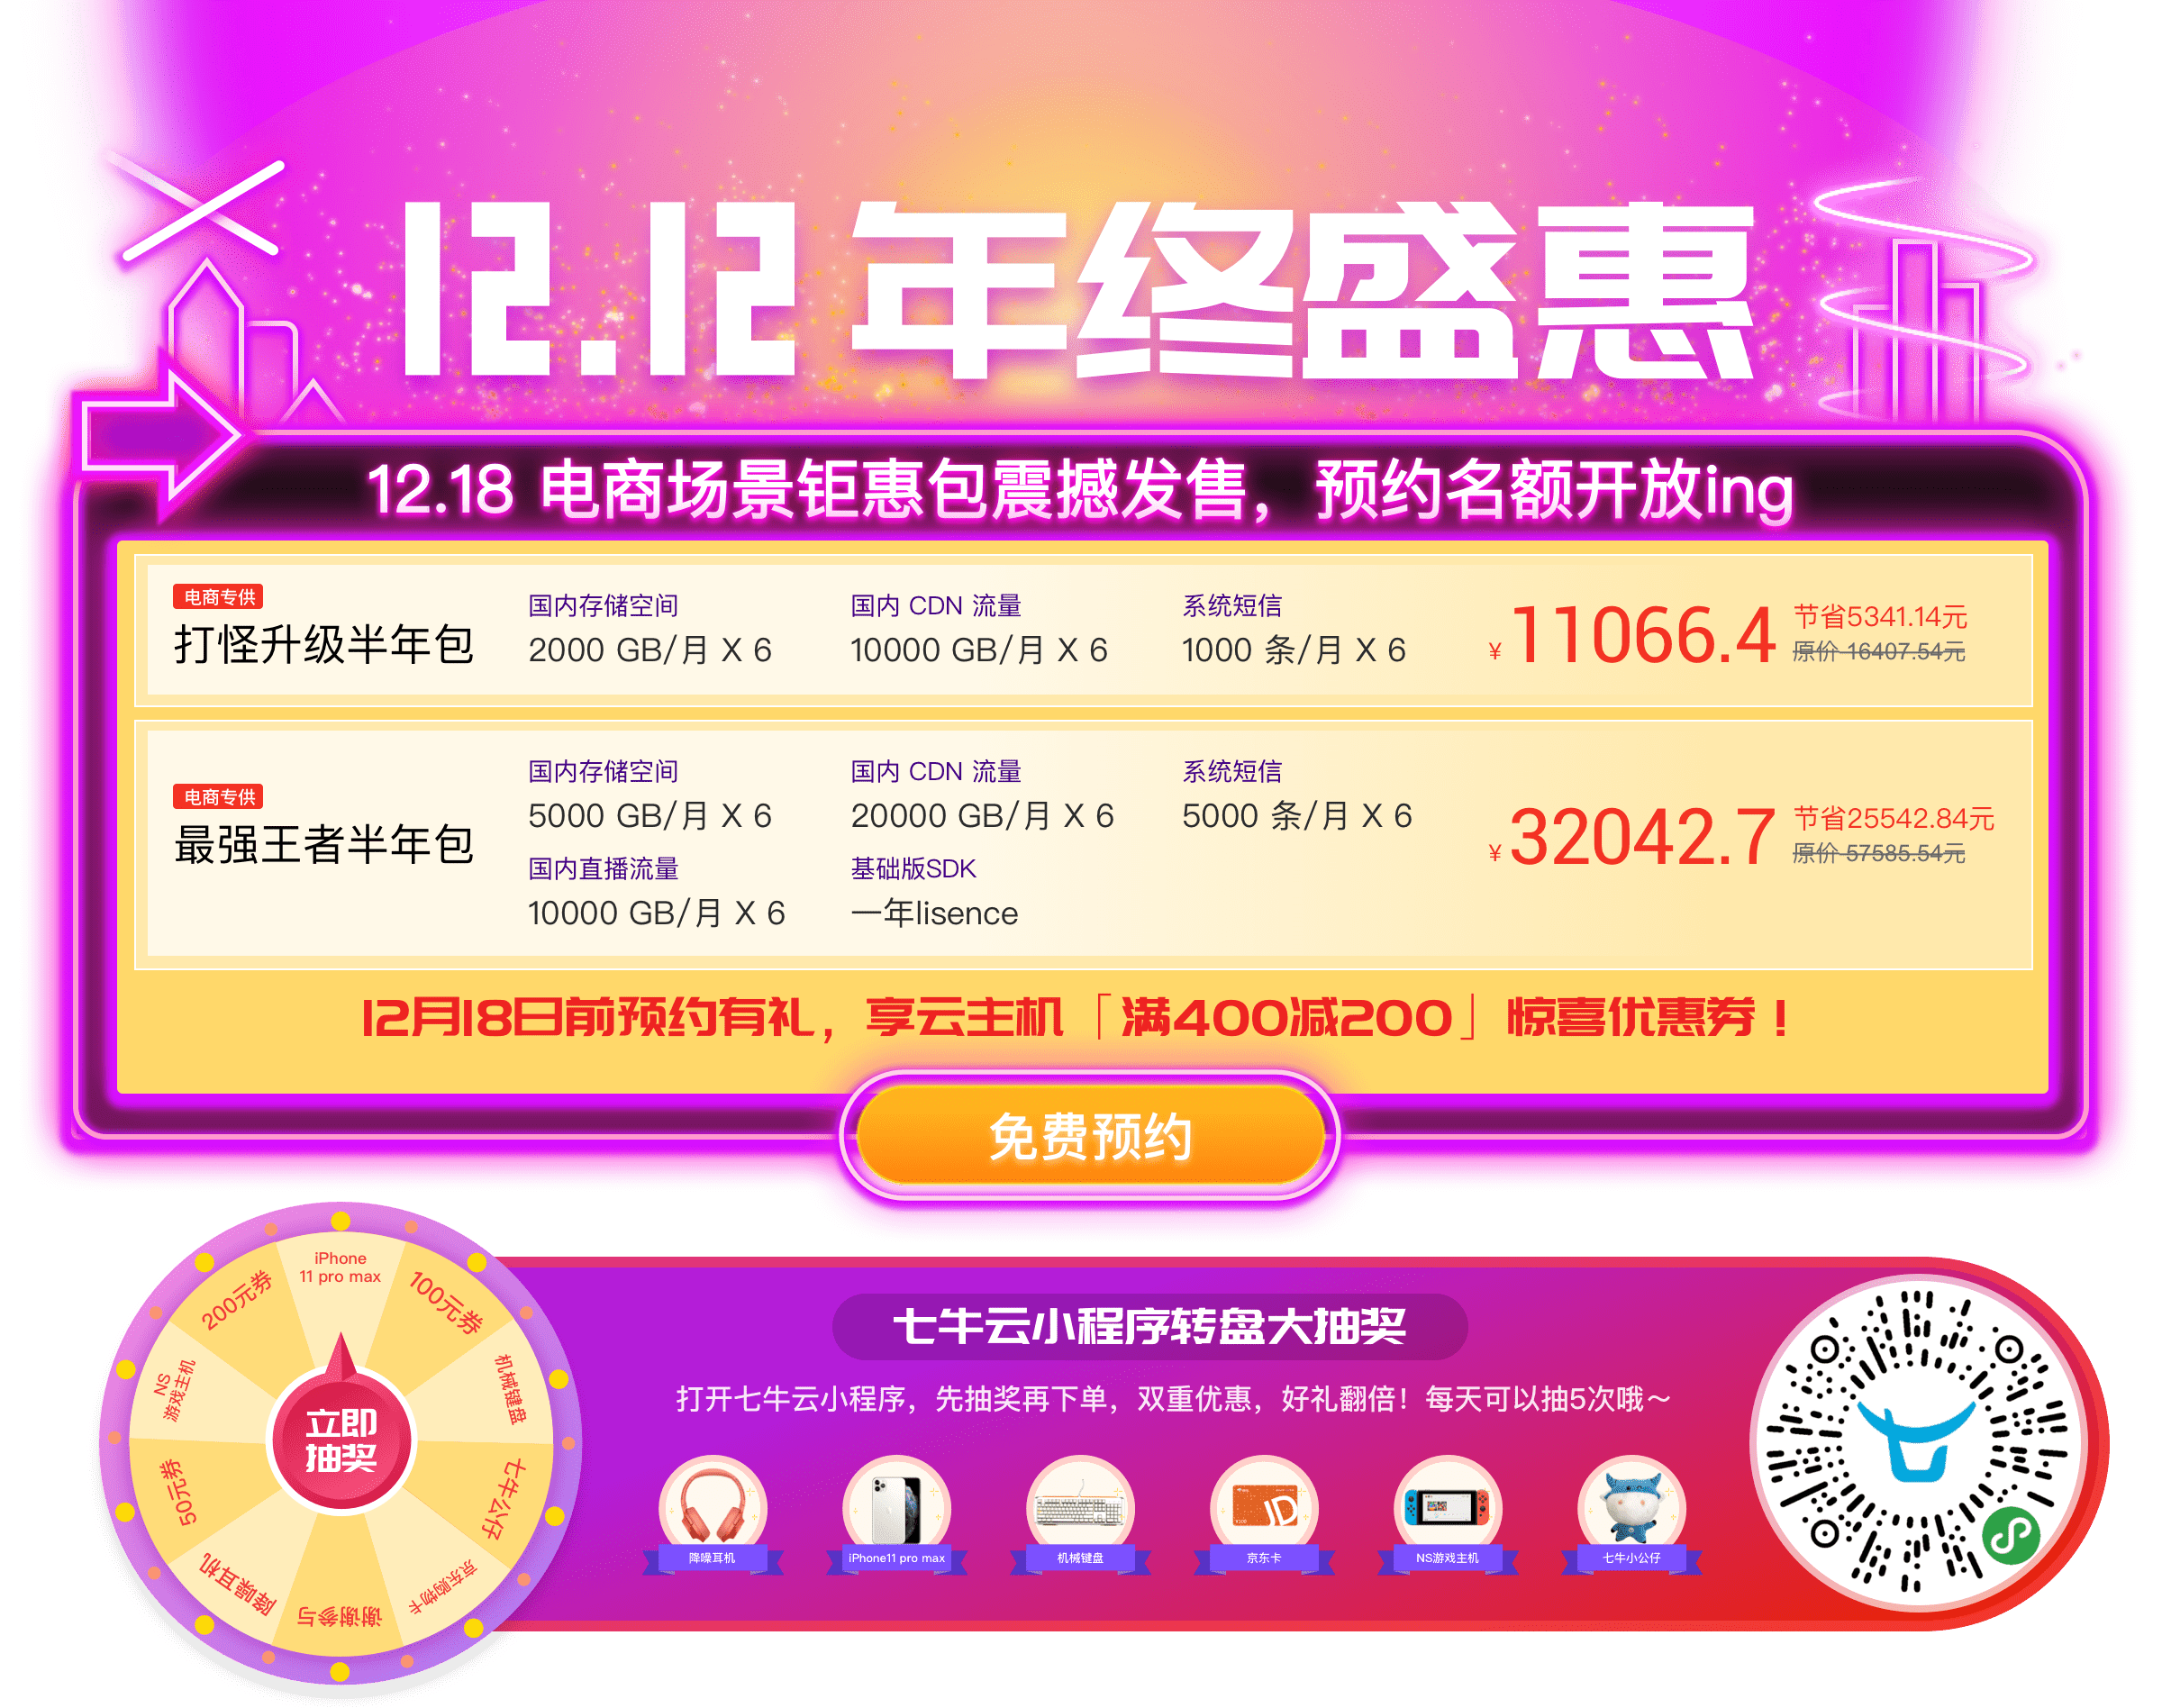 12.12 年终盛惠
12.18 电商场景钜惠包震撼发售，预约名额开放ing
电商专供
打怪升级半年包
国内存储空间
2000 GB/月 X 6
国内 CDN 流量
10000 GB/月 X 6
系统短信
1000 条/月 X 6
¥ 11066.4
节省5341.14元
原价 16407.54元
电商专供
最强王者半年包
国内存储空间
5000 GB/月 X 6
国内 CDN 流量
20000 GB/月 X 6
系统短信
5000 条/月 X 6
国内直播流量
10000 GB/月 X 6
基础版SDK
一年lisence
¥ 32042.7
节省25542.84元
原价 57585.54元
12月18日前预约有礼，享云主机「满400减200」惊喜优惠券！
免费预约
iPhone
11 pro max
100元券
机械键盘
七牛公仔
京东购物卡
谢谢参与
降噪耳机
50元券
NS
游戏主机
200元券
立即
抽奖
七牛云小程序转盘大抽奖
打开七牛云小程序，先抽奖再下单，双重优惠，好礼翻倍！每天可以抽5次哦～
降噪耳机
iPhone11 pro max
机械键盘
JD
京东卡
NS游戏主机
七牛小公仔